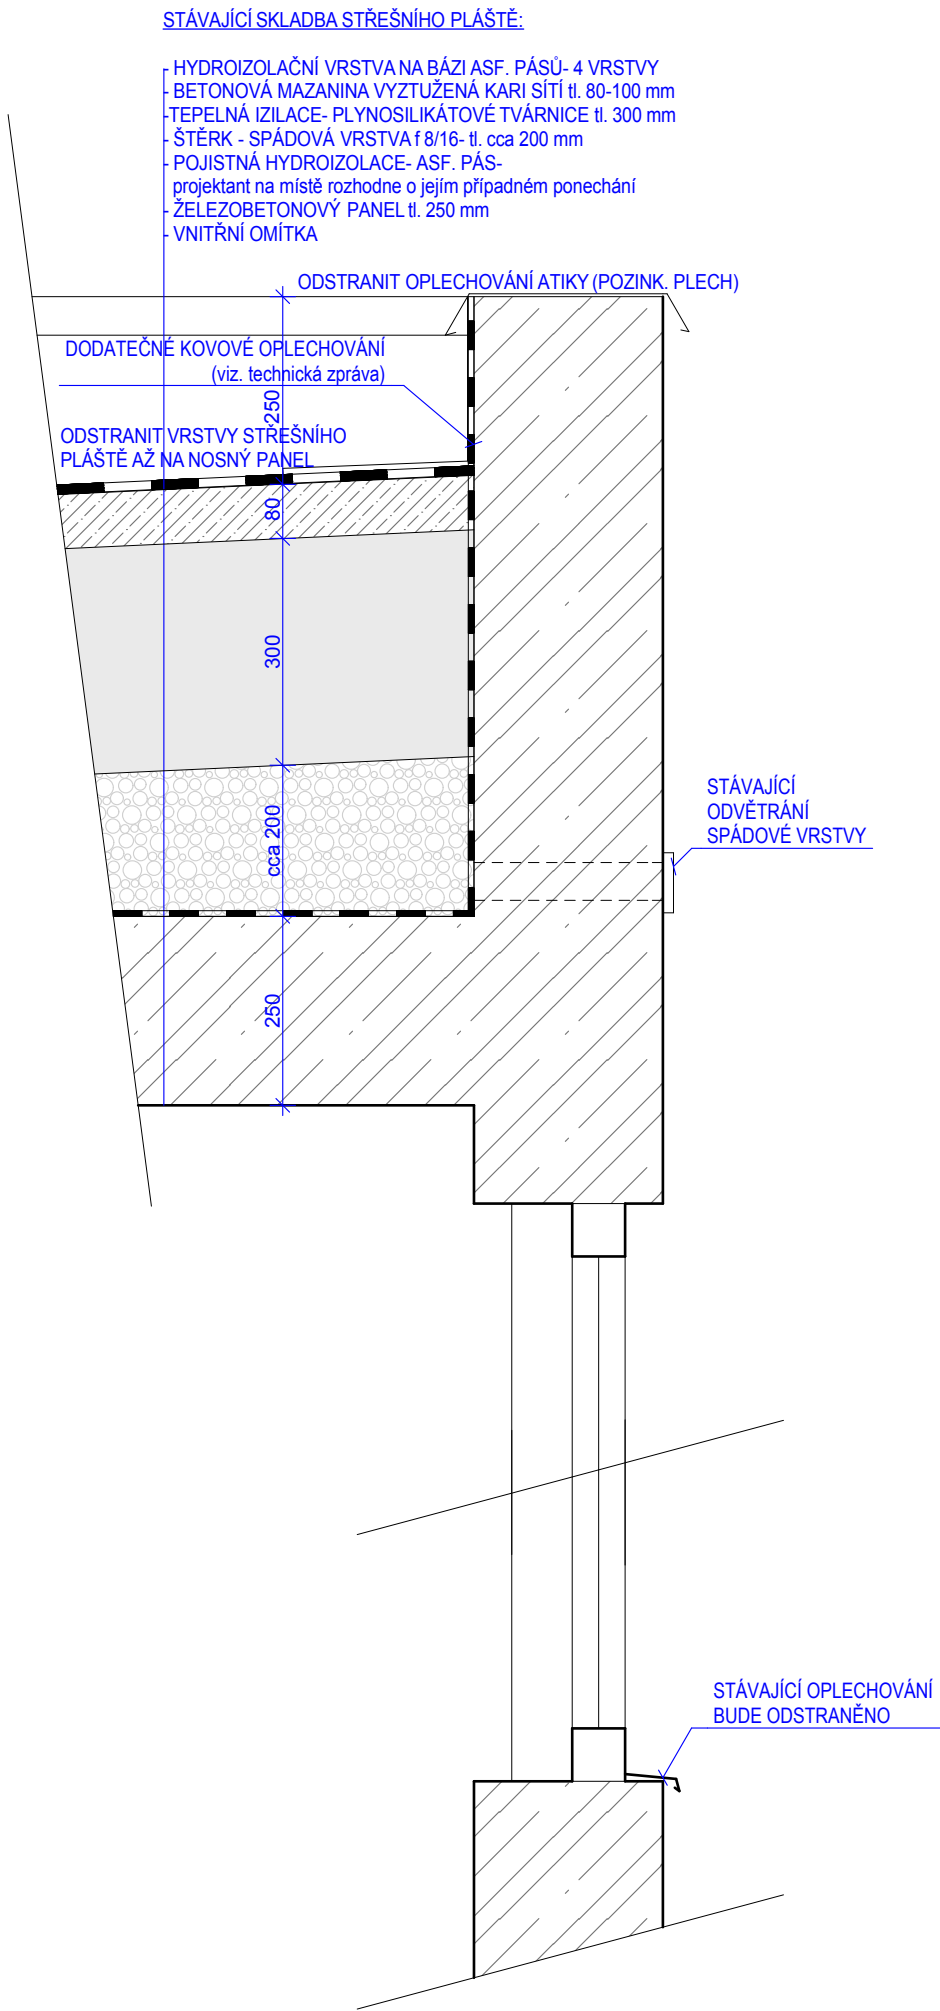 STÁVAJÍCÍ SKLADBA STŘEŠNÍHO PLÁŠTĚ:
- HYDROIZOLAČNÍ VRSTVA NA BÁZI ASF. PÁSŮ- 4 VRSTVY
- BETONOVÁ MAZANINA VYZTUŽENÁ KARI SÍTÍ tl. 80-100 mm
-TEPELNÁ IZILACE- PLYNOSILIKÁTOVÉ TVÁRNICE tl. 300 mm
- ŠTĚRK - SPÁDOVÁ VRSTVA f 8/16- tl. cca 200 mm
- POJISTNÁ HYDROIZOLACE- ASF. PÁS-
projektant na místě rozhodne o jejím případném ponechání
- ŽELEZOBETONOVÝ PANEL tl. 250 mm
- VNITŘNÍ OMÍTKA
ODSTRANIT OPLECHOVÁNÍ ATIKY (POZINK. PLECH)
DODATEČNÉ KOVOVÉ OPLECHOVÁNÍ
(viz. technická zpráva)
250
ODSTRANIT VRSTVY STŘEŠNÍHO
PLÁŠTĚ AŽ NA NOSNÝ PANEL
80
300
cca 200
250
STÁVAJÍCÍ
ODVĚTRÁNÍ
SPÁDOVÉ VRSTVY
STÁVAJÍCÍ OPLECHOVÁNÍ
BUDE ODSTRANĚNO